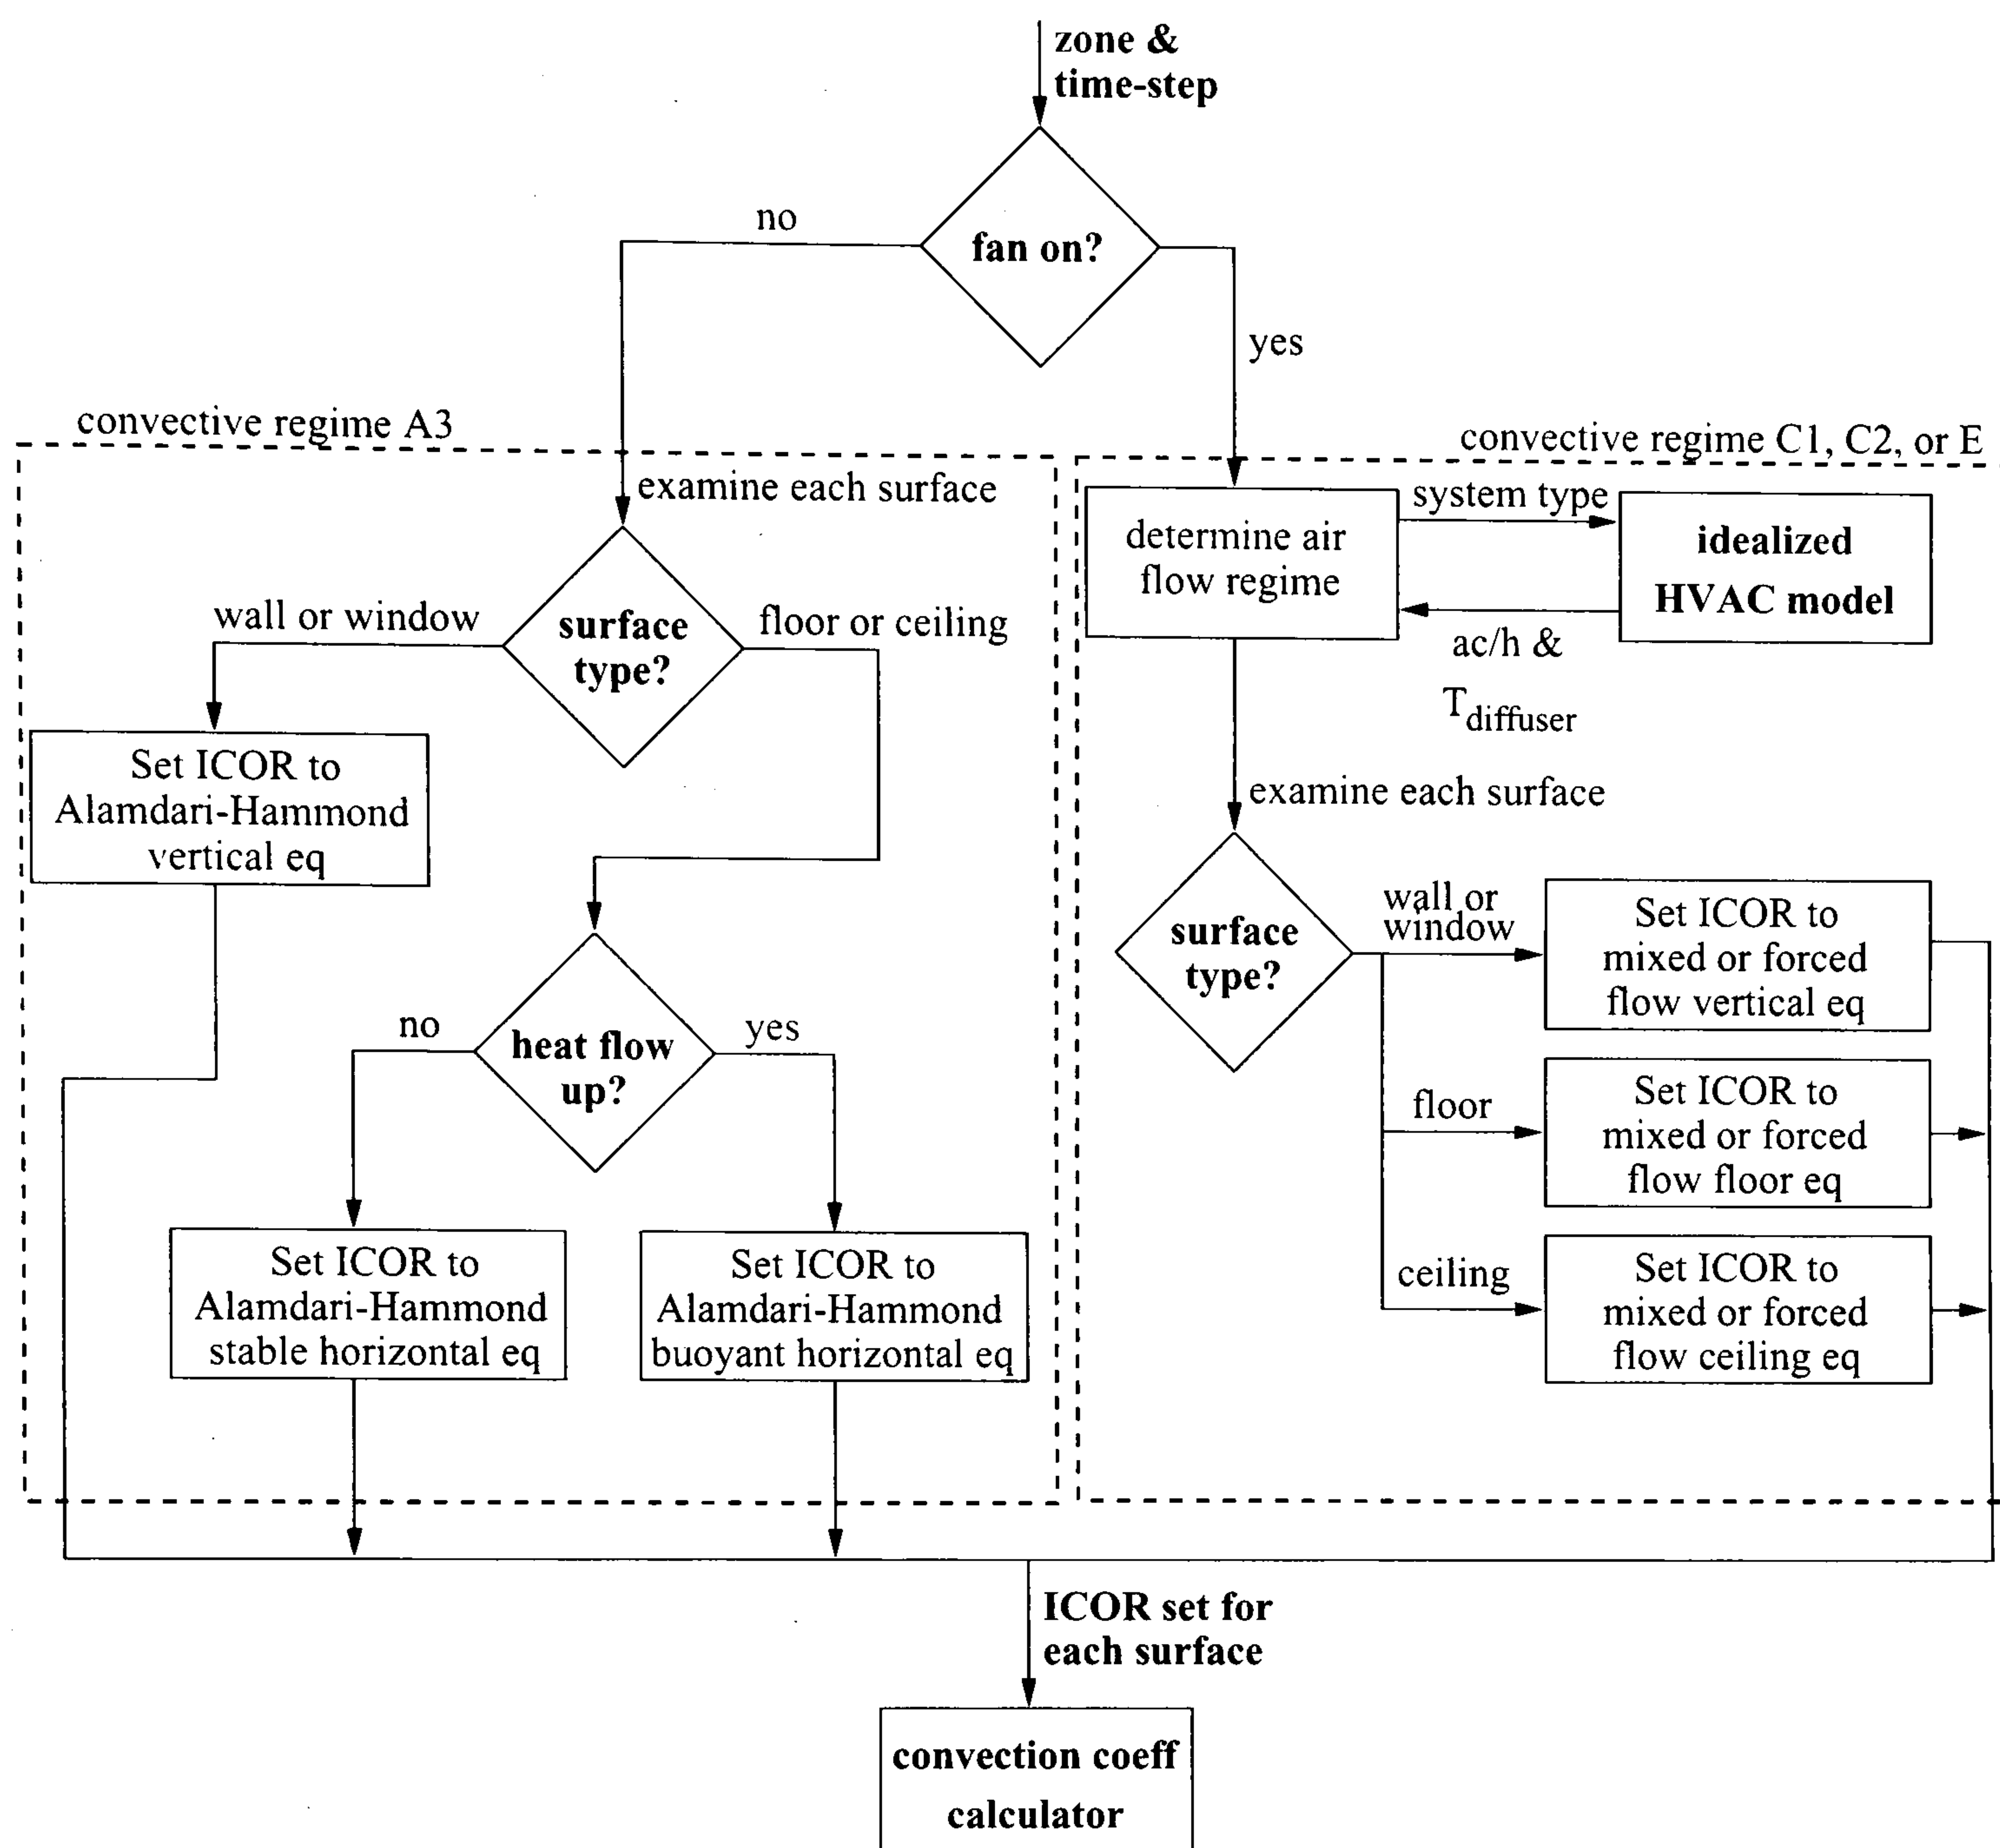 zone &
time-step
fan on?
no
yes
convective regime A3
examine each surface
surface
type?
wall or window
floor or ceiling
Set ICOR to
Alamdari-Hammond
vertical eq
heat flow
up?
no
yes
Set ICOR to
Alamdari-Hammond
stable horizontal eq
Set ICOR to
Alamdari-Hammond
buoyant horizontal eq
convective regime C1, C2, or E
determine air
flow regime
system type
idealized
HVAC model
ac/h &
Tdiffuser
examine each surface
surface
type?
wall or
window
Set ICOR to
mixed or forced
flow vertical eq
floor
Set ICOR to
mixed or forced
flow floor eq
ceiling
Set ICOR to
mixed or forced
flow ceiling eq
ICOR set for
each surface
convection coeff
calculator